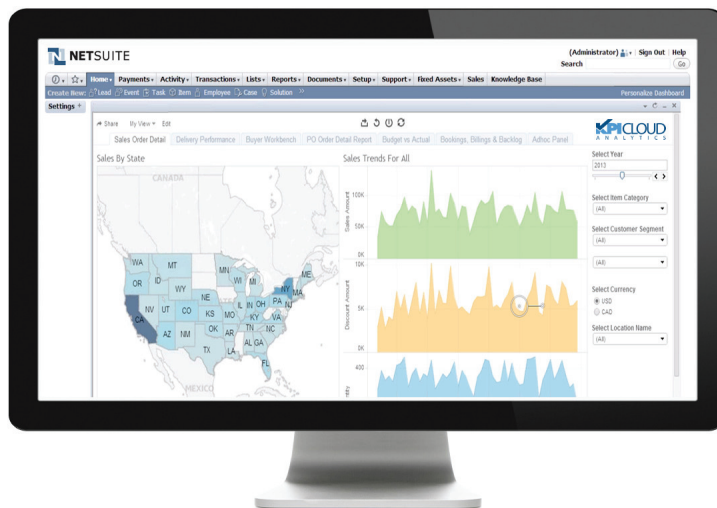 NETSUITE
(Administrator) Sign Out Help
Search Go
Home Payments Activity Transactions Lists Reports Documents Setup Support Fixed Assets Sales Knowledge Base
Create New: Lead Event Task Item Employee Case Solution » Personalize Dashboard
Settings
Share My View Edit
KPI CLOUD
ANALYTICS
Sales Order Detail Delivery Performance Buyer Workbench PO Order Detail Report Budget vs Actual Bookings, Billings & Backlog Adhoc Panel
Sales By State
Sales Trends For All
Select Year
2013
Select Item Category
(All)
Select Customer Segment
(All)
(All)
Select Currency
USD
CAD
Select Location Name
(All)
CANADA
WA
MT
MN
ME
OR
ID
WY
WI
MI
NY
MA
NE
IL
IN
OH
PA
NJ
NV
UT
CO
KS
MO
KY
VA
CA
AZ
NM
OK
AR
TN
NC
TX
LA
AL
GA
FL
MEXICO
Sales Amount
100K
50K
0K
Discount Amount
10K
5K
0K
400